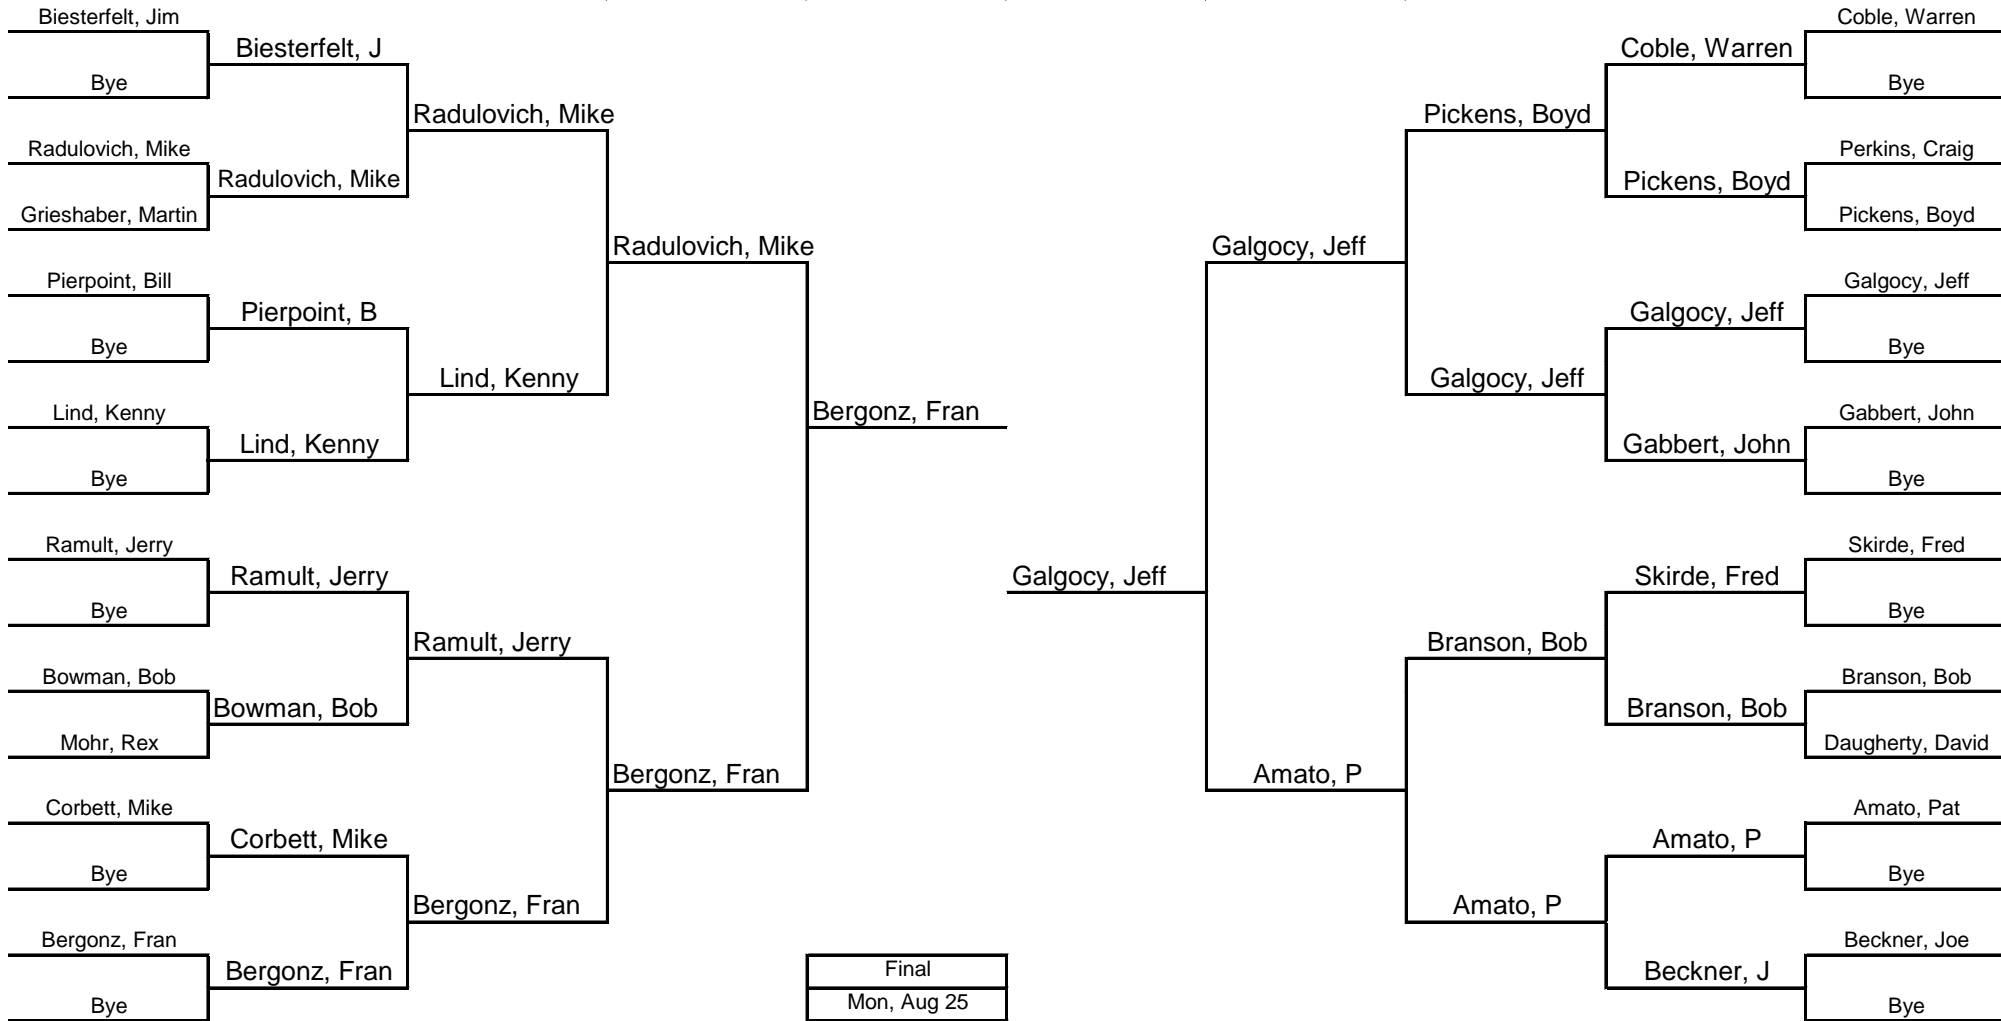 Biesterfelt, Jim
Bye
Radulovich, Mike
Grieshaber, Martin
Pierpoint, Bill
Bye
Lind, Kenny
Bye
Ramult, Jerry
Bye
Bowman, Bob
Mohr, Rex
Corbett, Mike
Bye
Bergonz, Fran
Bye
Biesterfelt, J
Radulovich, Mike
Pierpoint, B
Lind, Kenny
Ramult, Jerry
Bowman, Bob
Corbett, Mike
Bergonz, Fran
Radulovich, Mike
Lind, Kenny
Ramult, Jerry
Bergonz, Fran
Radulovich, Mike
Bergonz, Fran
Bergonz, Fran
Final
Mon, Aug 25
Galgocy, Jeff
Galgocy, Jeff
Amato, P
Pickens, Boyd
Galgocy, Jeff
Branson, Bob
Amato, P
Coble, Warren
Pickens, Boyd
Galgocy, Jeff
Gabbert, John
Skirde, Fred
Branson, Bob
Amato, P
Beckner, J
Coble, Warren
Bye
Perkins, Craig
Pickens, Boyd
Galgocy, Jeff
Bye
Gabbert, John
Bye
Skirde, Fred
Bye
Branson, Bob
Daugherty, David
Amato, Pat
Bye
Beckner, Joe
Bye